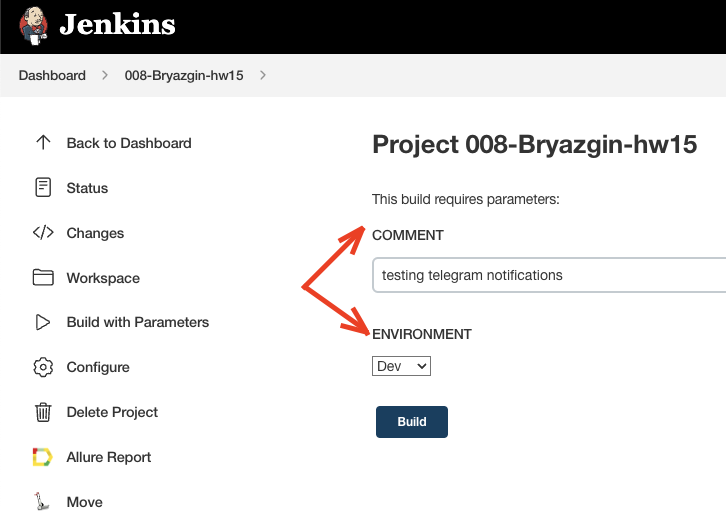 Jenkins
Dashboard
008-Bryazgin-hw15
Back to Dashboard
Status
Changes
Workspace
Build with Parameters
Configure
Delete Project
Allure Report
Move
Project 008-Bryazgin-hw15
This build requires parameters:
COMMENT
testing telegram notifications
ENVIRONMENT
Dev
Build